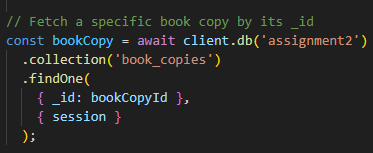 // Fetch a specific book copy by its _id
const bookCopy = await client.db('assignment2')
.collection('book_copies')
.findOne(
{ _id: bookCopyId },
{ session }
);